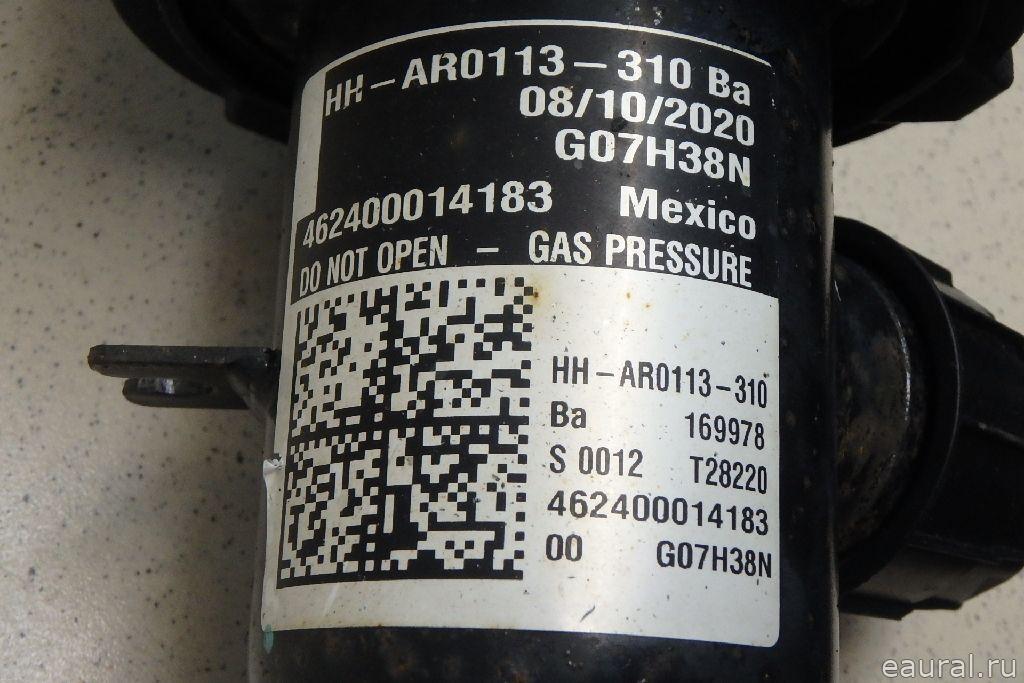 HH-AR0113-310 Ba
08/10/2020
G07H38N
462400014183 Mexico
DO NOT OPEN - GAS PRESSURE
HH-AR0113-310
Ba 169978
S 0012 T28220
462400014183
00 G07H38N
eaural.ru